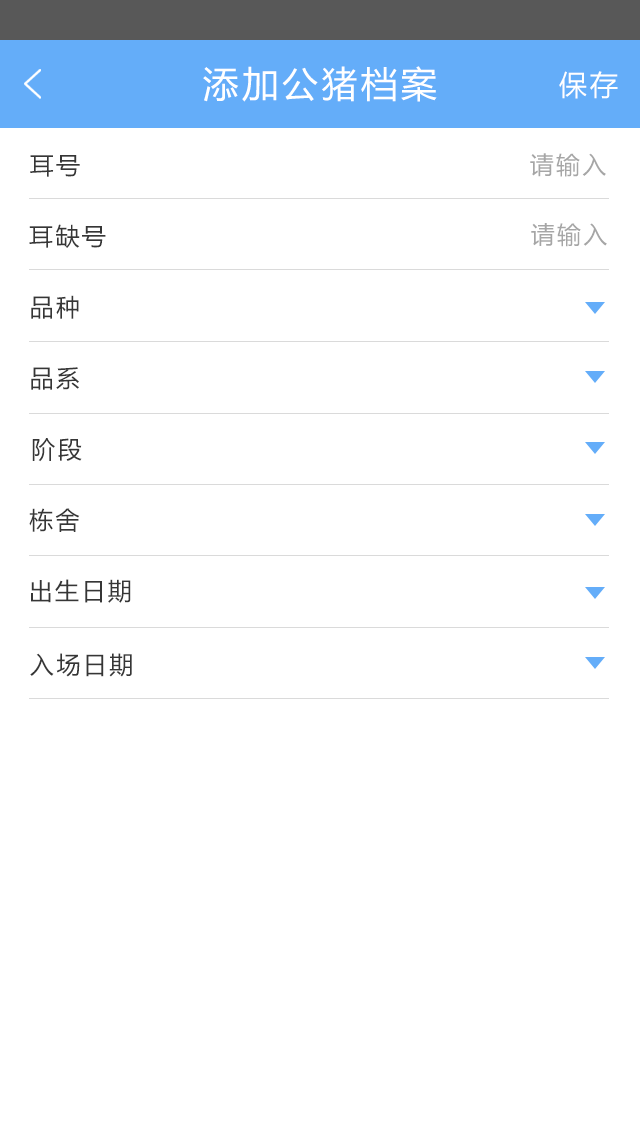 添加公猪档案 保存
耳号 请输入
耳缺号 请输入
品种
品系
阶段
栋舍
出生日期
入场日期